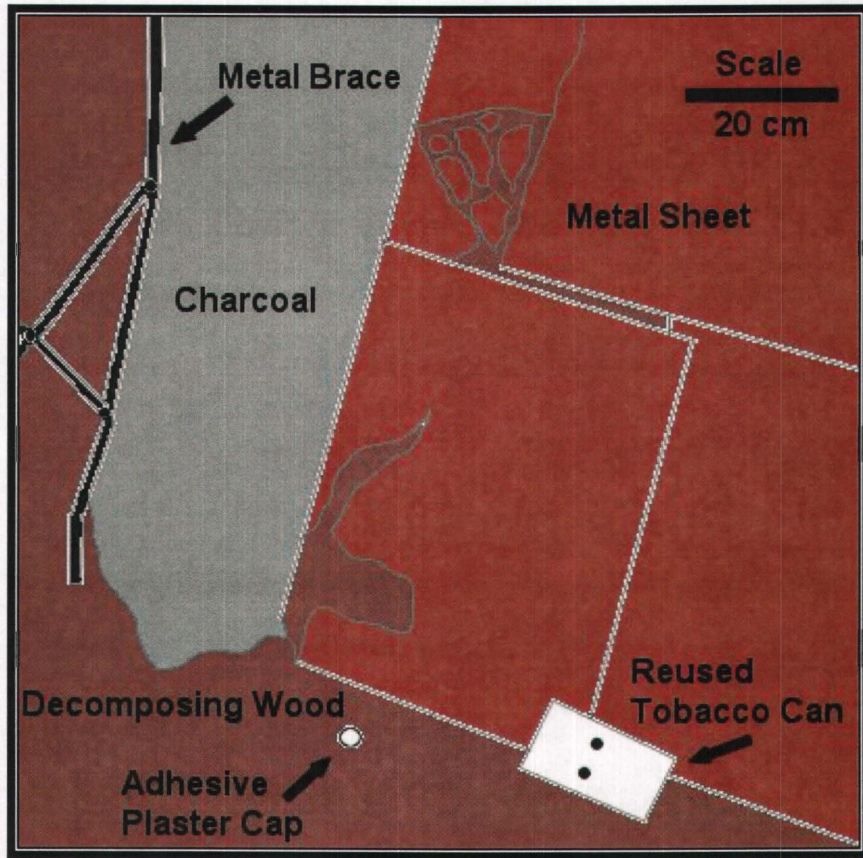 Metal Brace
Scale
20 cm
Metal Sheet
Charcoal
Decomposing Wood
Reused
Tobacco Can
Adhesive
Plaster Cap